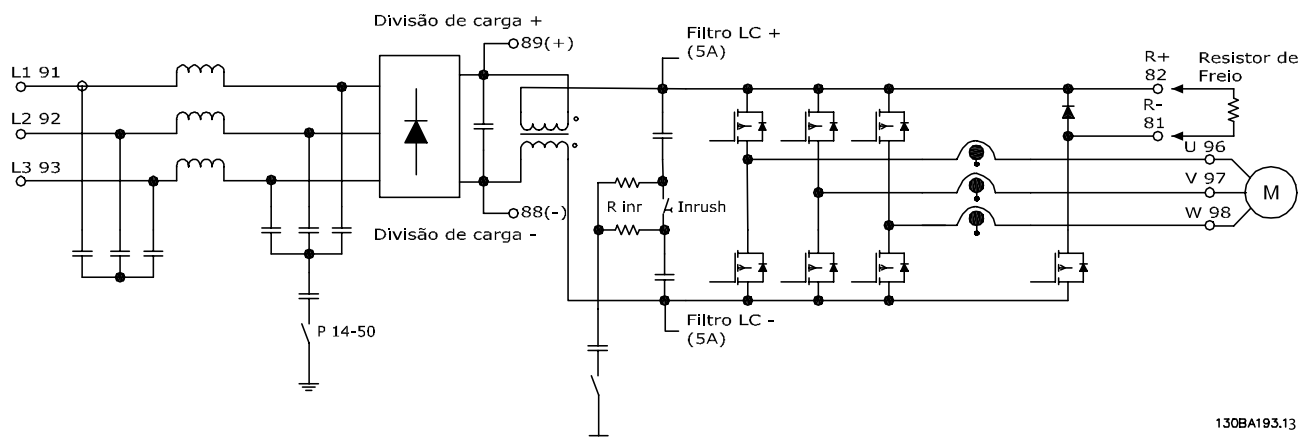 Divisão de carga +
89(+)
Filtro LC +
(5A)
L1 91
L2 92
L3 93
R+
82
R-
81
Resistor de
Freio
U 96
V 97
W 98
M
R inr
Inrush
88(-)
Divisão de carga -
P 14-50
Filtro LC -
(5A)
130BA193.13